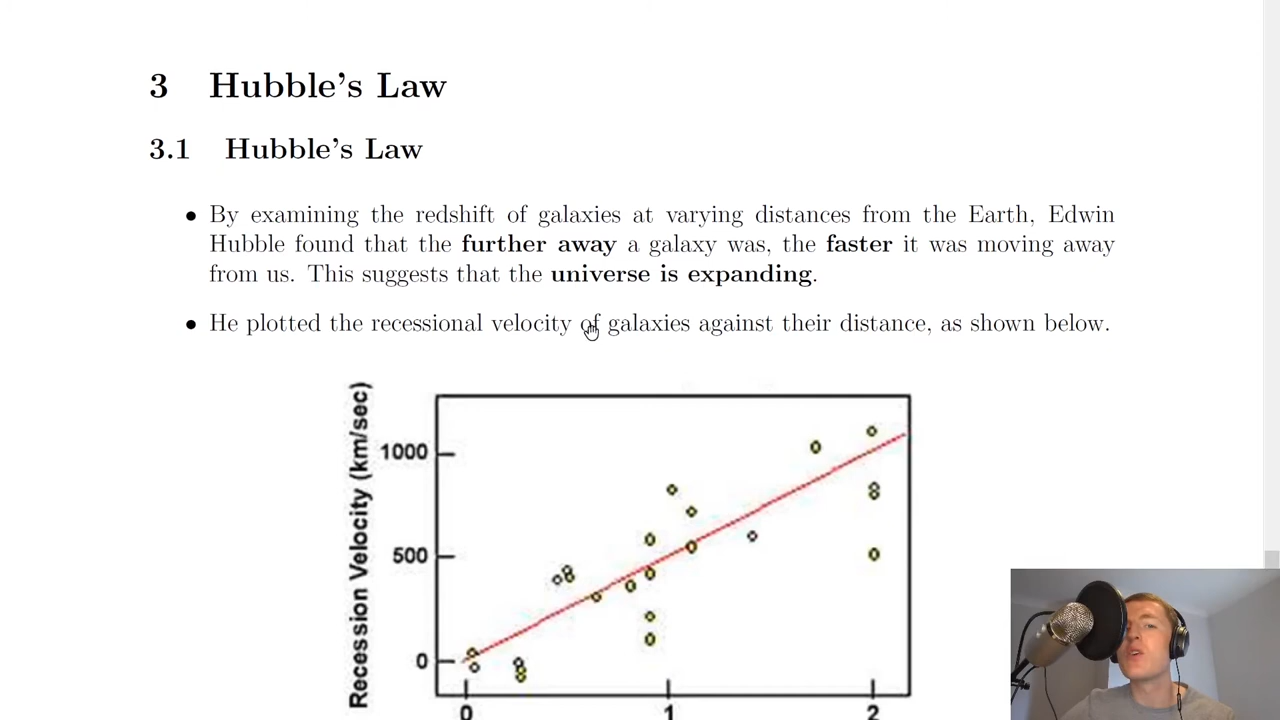 3 Hubble's Law
3.1 Hubble's Law
• By examining the redshift of galaxies at varying distances from the Earth, Edwin
Hubble found that the further away a galaxy was, the faster it was moving away
from us. This suggests that the universe is expanding.
• He plotted the recessional velocity of galaxies against their distance, as shown below.
Recession Velocity (km/sec)
1000
500
0
0 1 2